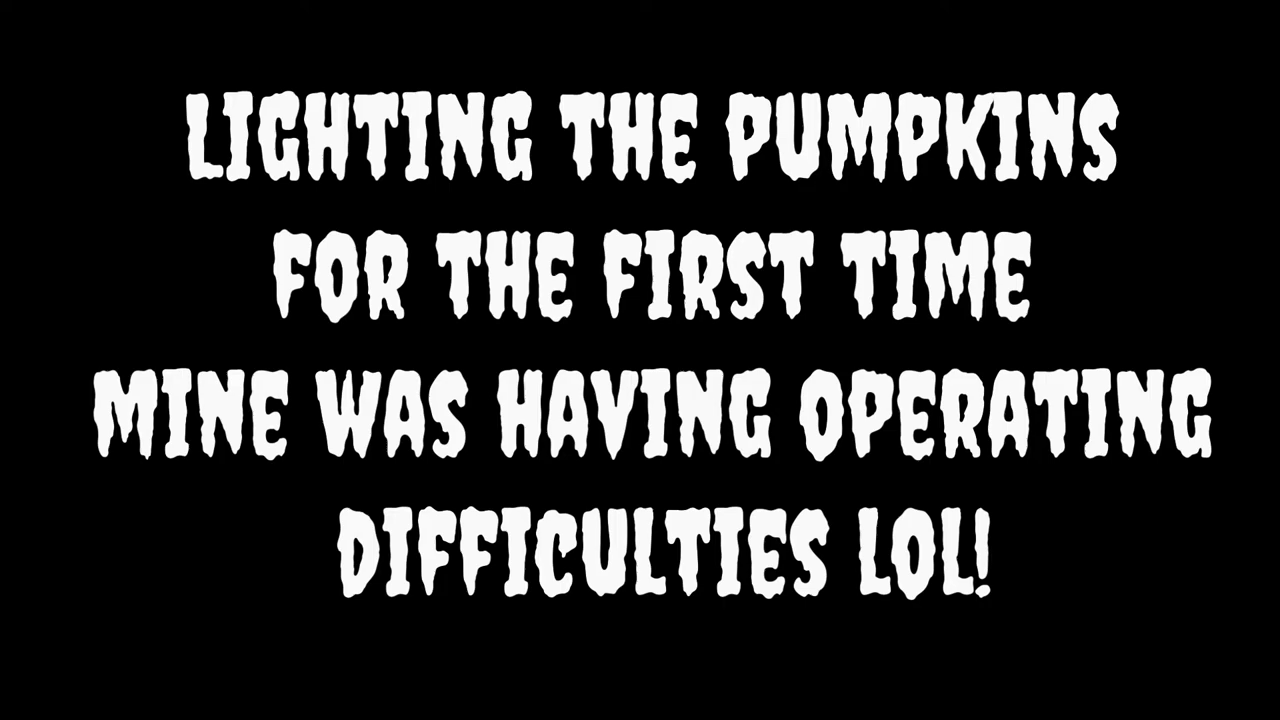 LIGHTING THE PUMPKINS
FOR THE FIRST TIME
MINE WAS HAVING OPERATING
DIFFICULTIES LOL!